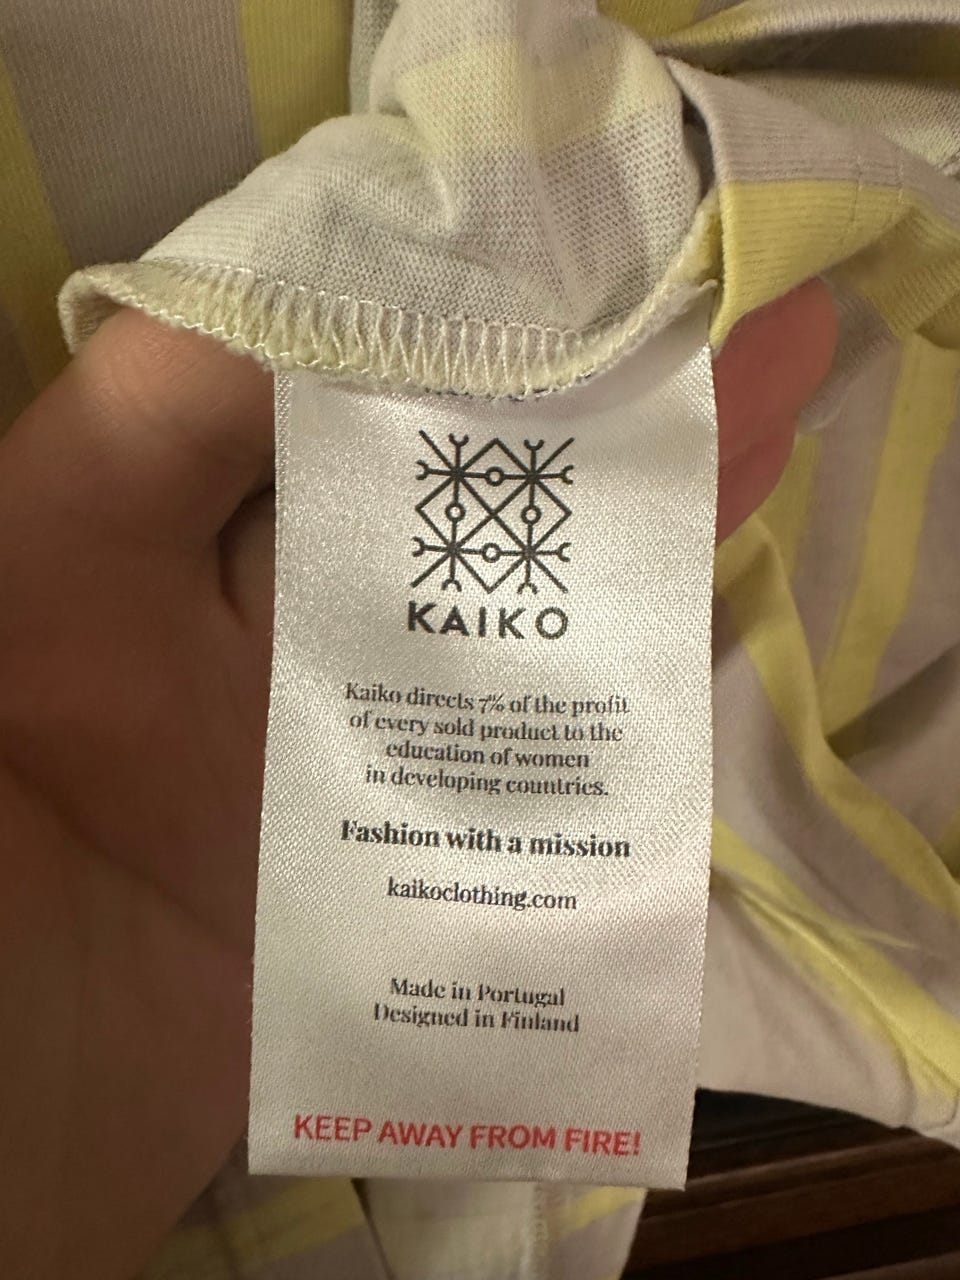 KAIKO
Kaiko directs 7% of the profit
of every sold product to the
education of women
in developing countries.
Fashion with a mission
kaikoclothing.com
Made in Portugal
Designed in Finland
KEEP AWAY FROM FIRE!